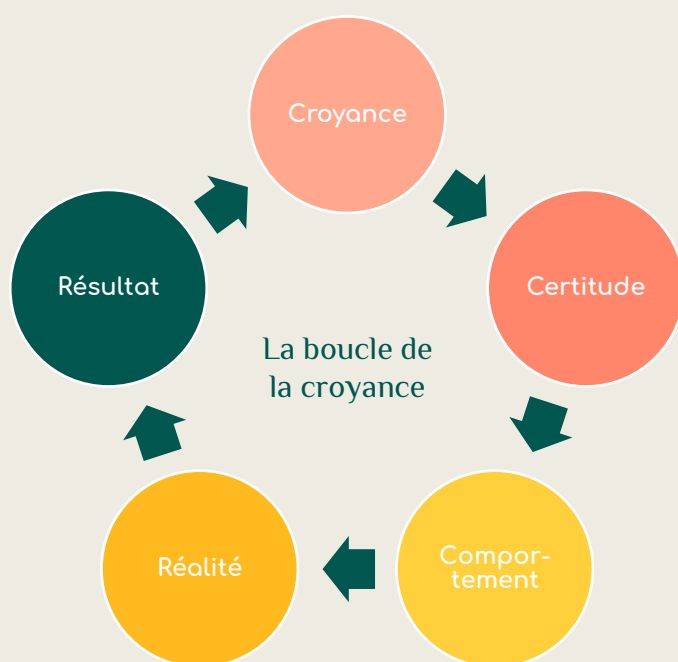 Croyance
Certitude
Compor-
tement
Réalité
Résultat
La boucle de
la croyance